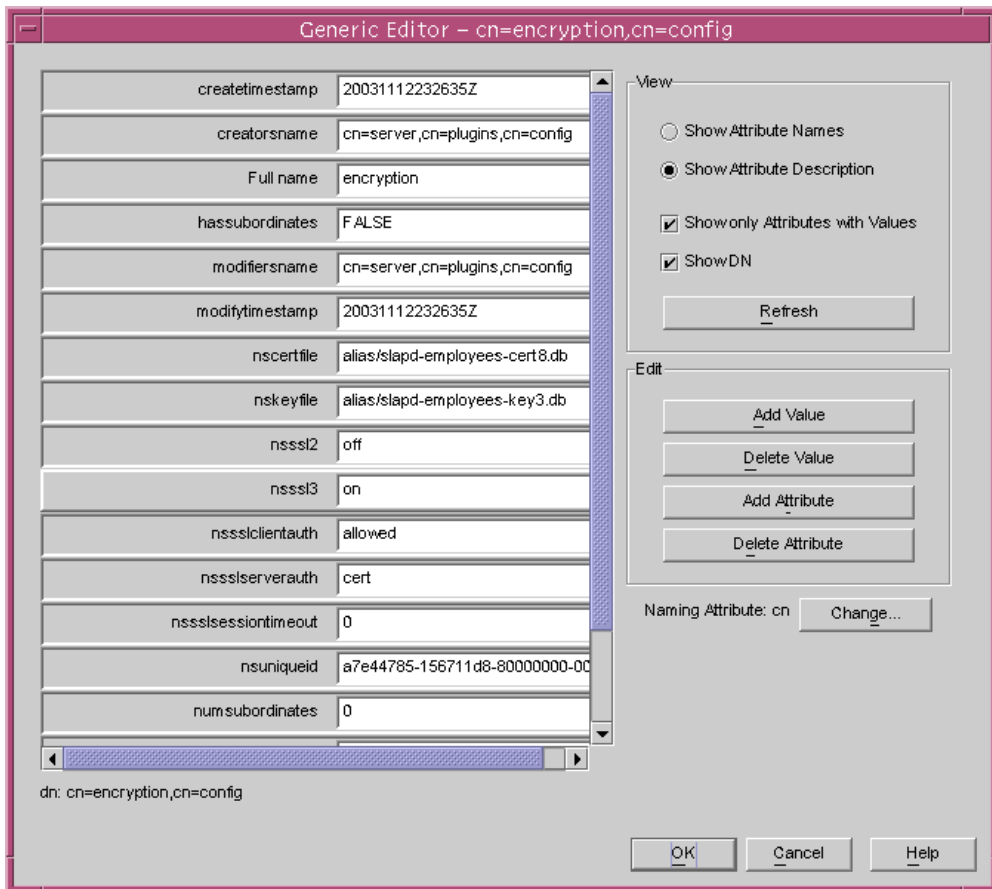 Generic Editor – cn=encryption,cn=config
createtimestamp 20031112232635Z
creatorsname cn=server,cn=plugins,cn=config
Full name encryption
hassubordinates FALSE
modifiersname cn=server,cn=plugins,cn=config
modifytimestamp 20031112232635Z
nscertfile alias/slapd-employees-cert8.db
nskeyfile alias/slapd-employees-key3.db
nsssl2 off
nsssl3 on
nssslclientauth allowed
nssslserverauth cert
nssslsessiontimeout 0
nsuniqueid a7e44785-156711d8-80000000-00
numsubordinates 0
dn: cn=encryption,cn=config
View
Show Attribute Names
Show Attribute Description
Show only Attributes with Values
Show DN
Refresh
Edit
Add Value
Delete Value
Add Attribute
Delete Attribute
Naming Attribute: cn Change...
OK Cancel Help